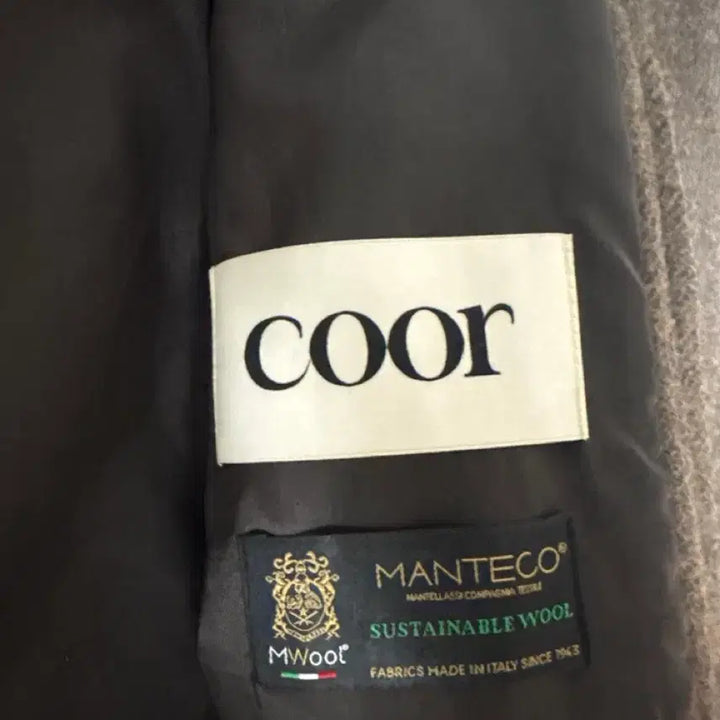 coor
MANTECO®
MANTELLASSI COMPAGNIA TESSILE
SUSTAINABLE WOOL
MWool®
FABRICS MADE IN ITALY SINCE 1943